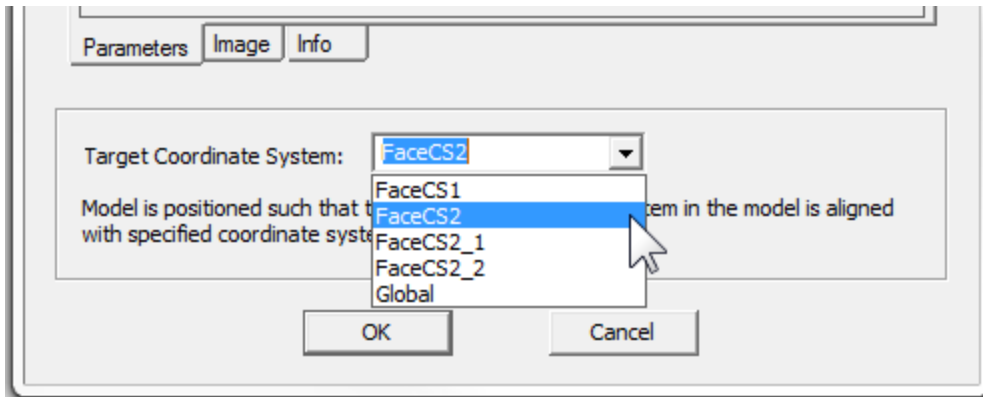 Parameters Image Info
Target Coordinate System: FaceCS2
FaceCS1
Model is positioned such that t
FaceCS2
tem in the model is aligned
with specified coordinate syste
FaceCS2_1
FaceCS2_2
Global
OK Cancel